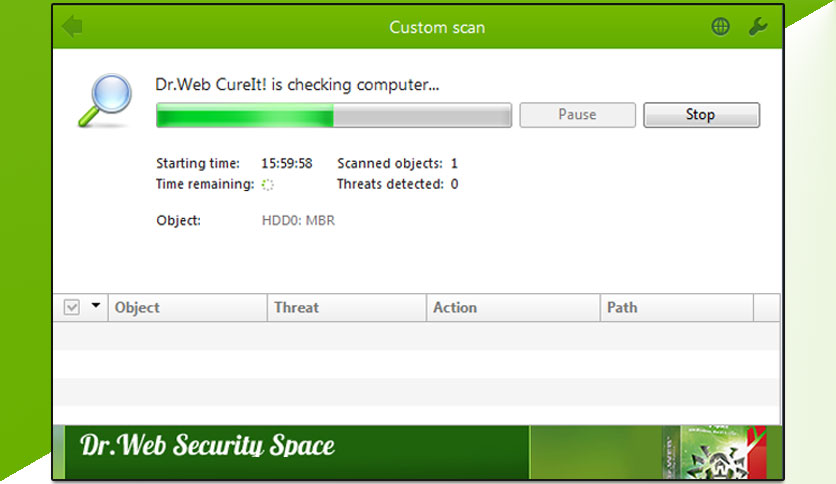 Custom scan
Dr.Web CureIt! is checking computer...
Pause
Stop
Starting time: 15:59:58 Scanned objects: 1
Time remaining: Threats detected: 0
Object: HDD0: MBR
Object Threat Action Path
Dr.Web Security Space